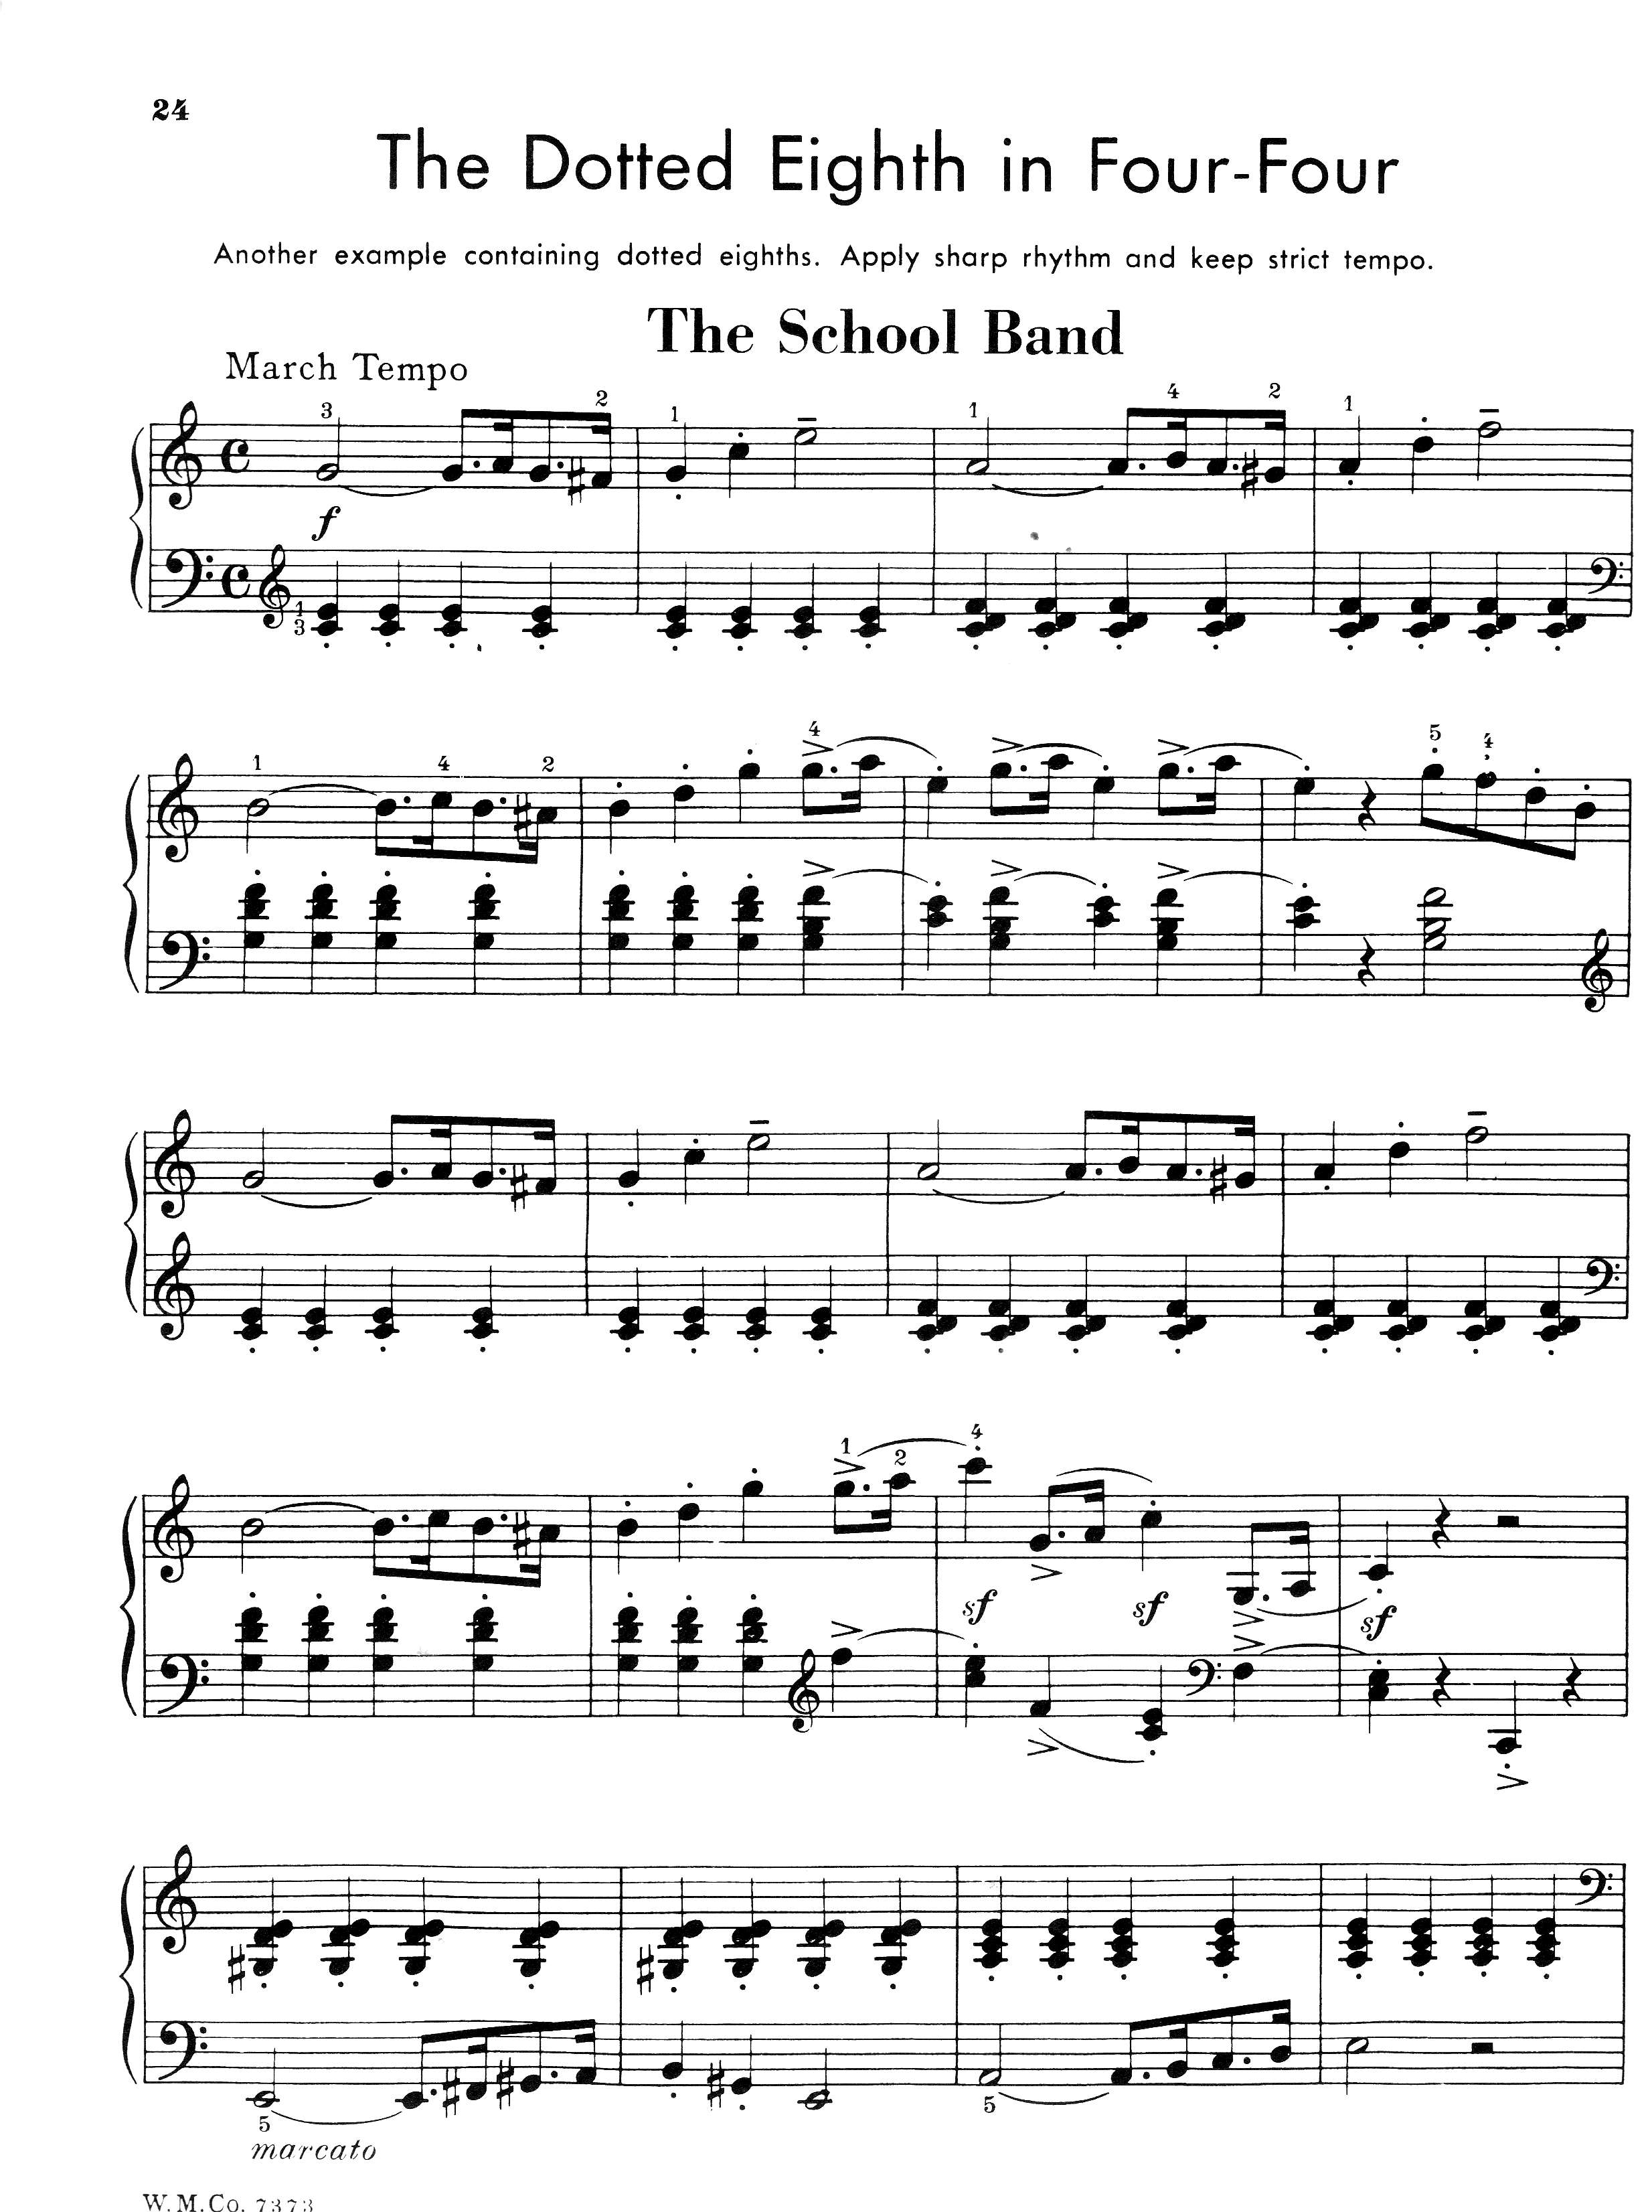 24
The Dotted Eighth in Four-Four
Another example containing dotted eighths. Apply sharp rhythm and keep strict tempo.
The School Band
March Tempo
3 2 1 1 4 2 1
f
1
3
1 4 2 4 5 4
1 2 4
sf sf sf
5 5
marcato
W.M.Co. 7373